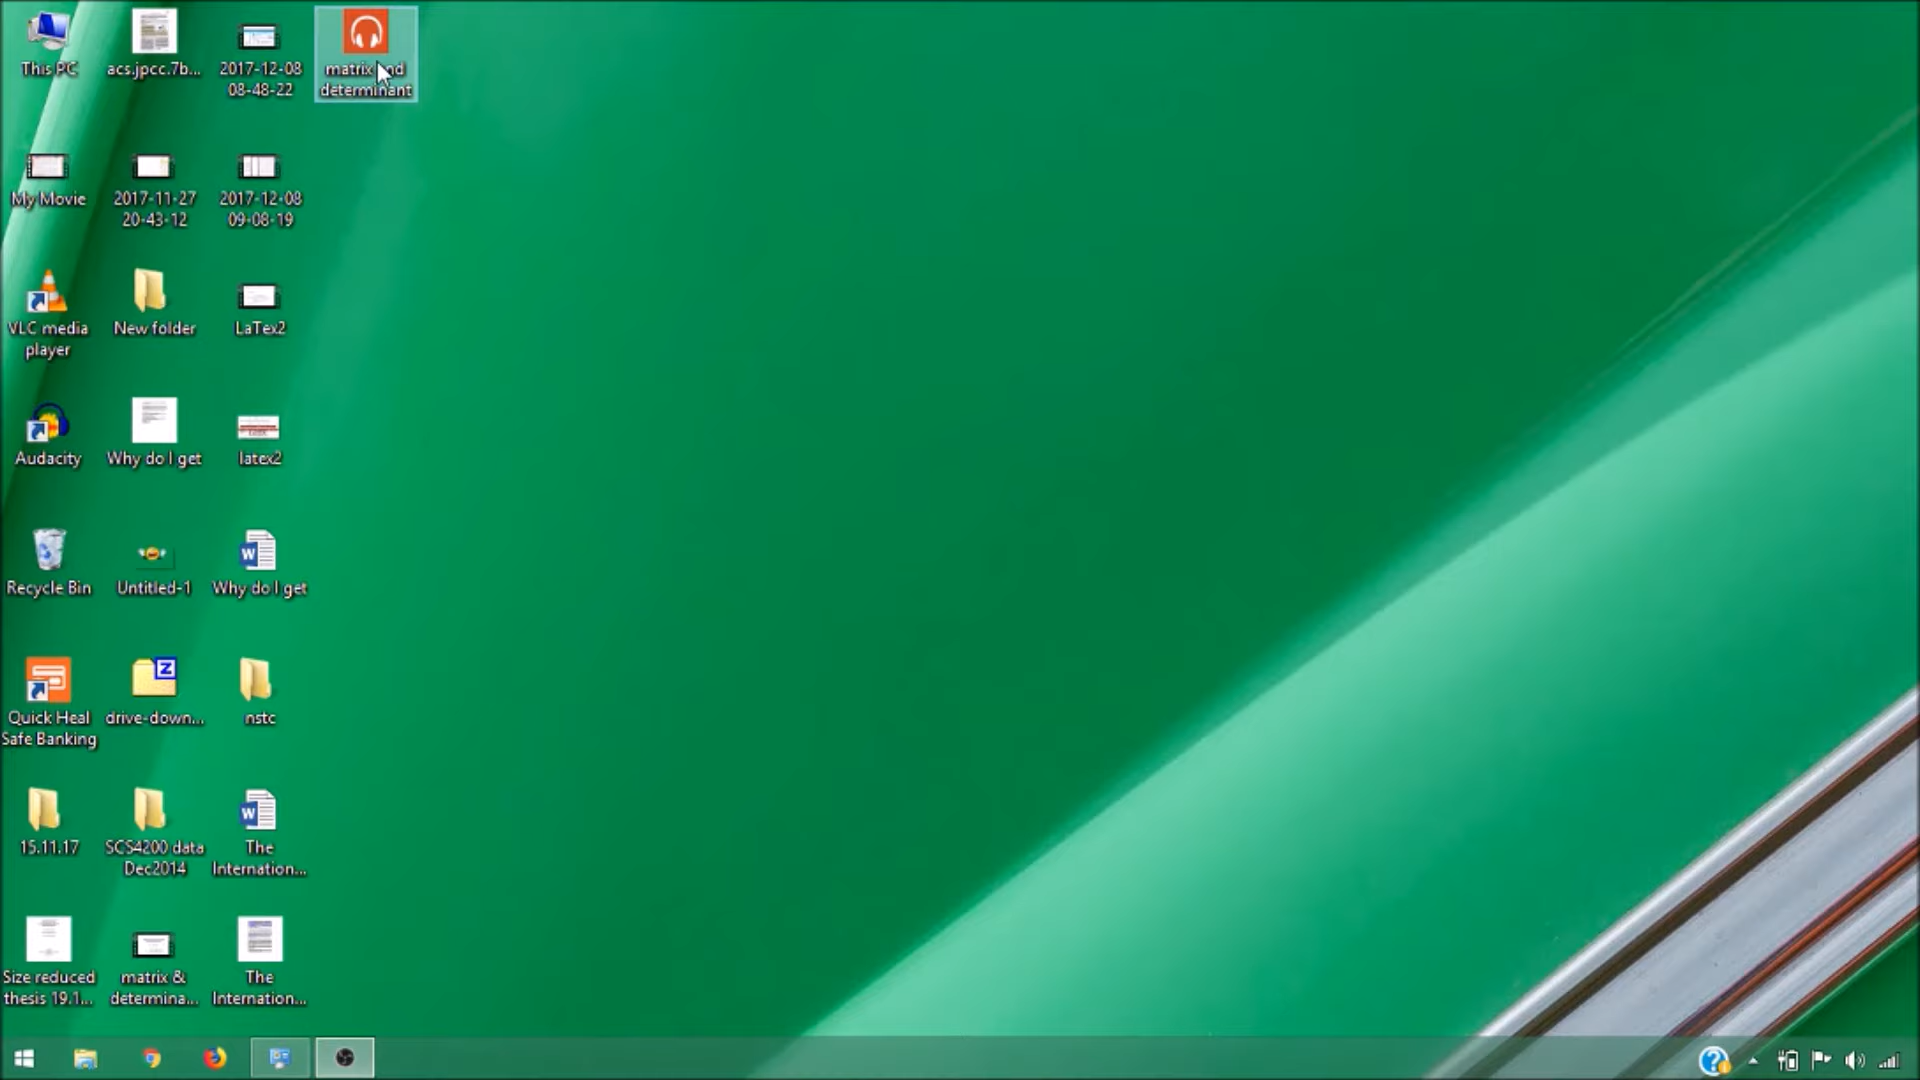 This PC
acs.jpcc.7b...
2017-12-08
08-48-22
matrix and
determinant
My Movie
2017-11-27
20-43-12
2017-12-08
09-08-19
VLC media
player
New folder
LaTex2
Audacity
Why do I get
latex2
Recycle Bin
Untitled-1
Why do I get
Quick Heal
Safe Banking
drive-down...
nstc
15.11.17
SCS4200 data
Dec2014
The
Internation...
Size reduced
thesis 19.1...
matrix &
determina...
The
Internation...